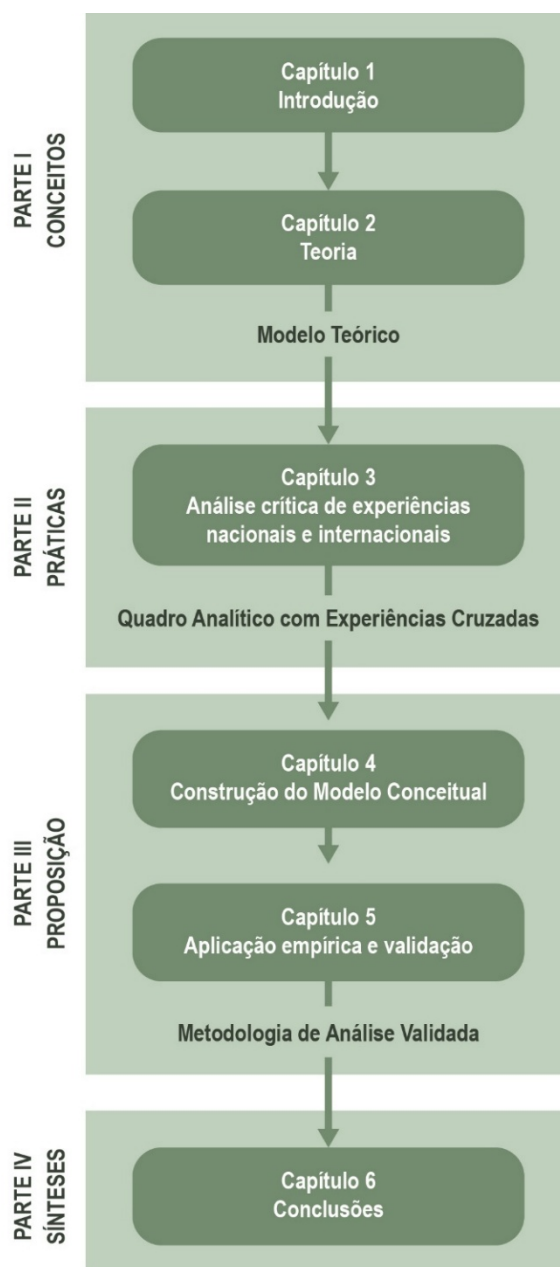 PARTE I
CONCEITOS
Capítulo 1
Introdução
Capítulo 2
Teoria
Modelo Teórico
PARTE II
PRÁTICAS
Capítulo 3
Análise crítica de experiências
nacionais e internacionais
Quadro Analítico com Experiências Cruzadas
PARTE III
PROPOSIÇÃO
Capítulo 4
Construção do Modelo Conceitual
Capítulo 5
Aplicação empírica e validação
Metodologia de Análise Validada
PARTE IV
SÍNTESES
Capítulo 6
Conclusões